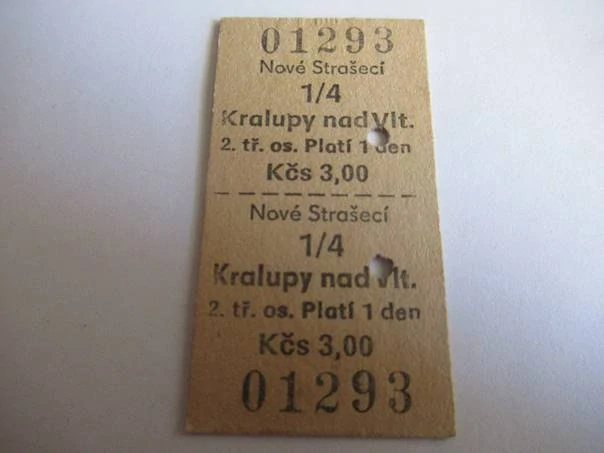 01293
Nové Strašecí
1/4
Kralupy nad Vlt.
2. tř. os. Platí 1 den
Kčs 3,00
Nové Strašecí
1/4
Kralupy nad Vlt.
2. tř. os. Platí 1 den
Kčs 3,00
01293